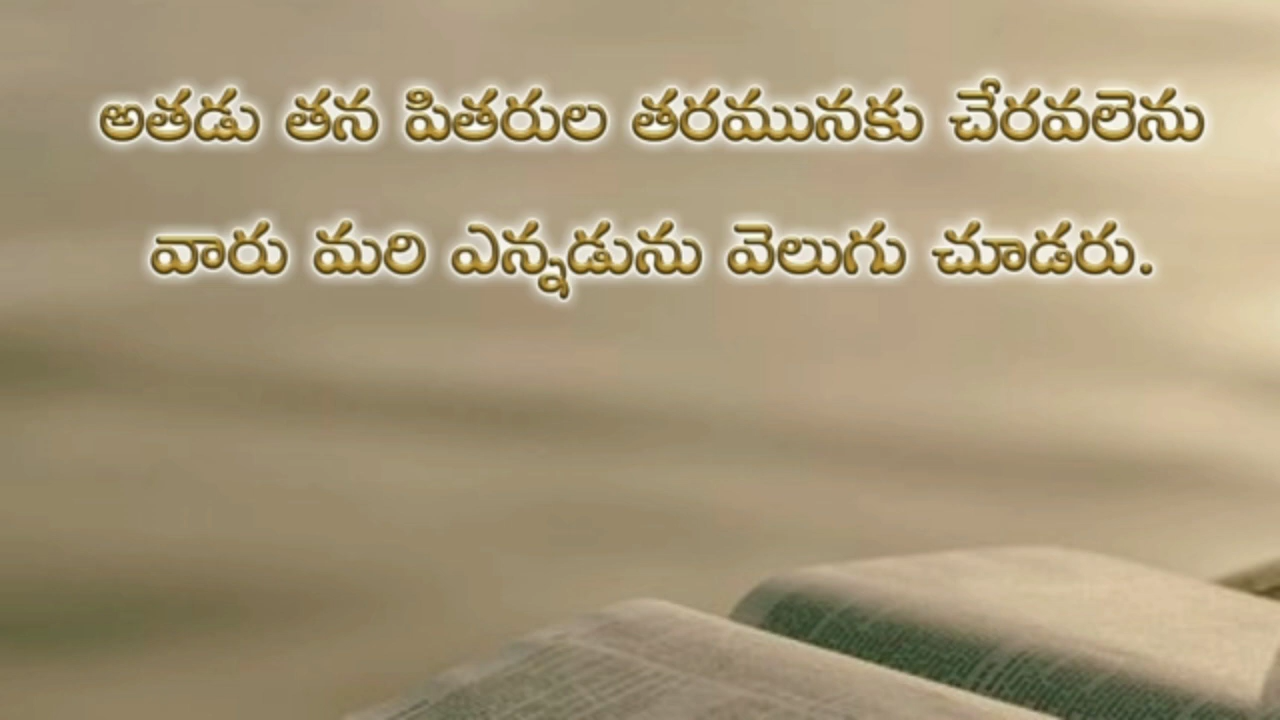 అతడు తన పితరుల తరమునకు చేరవలెను
వారు మరి ఎన్నడును వెలుగు చూడరు.